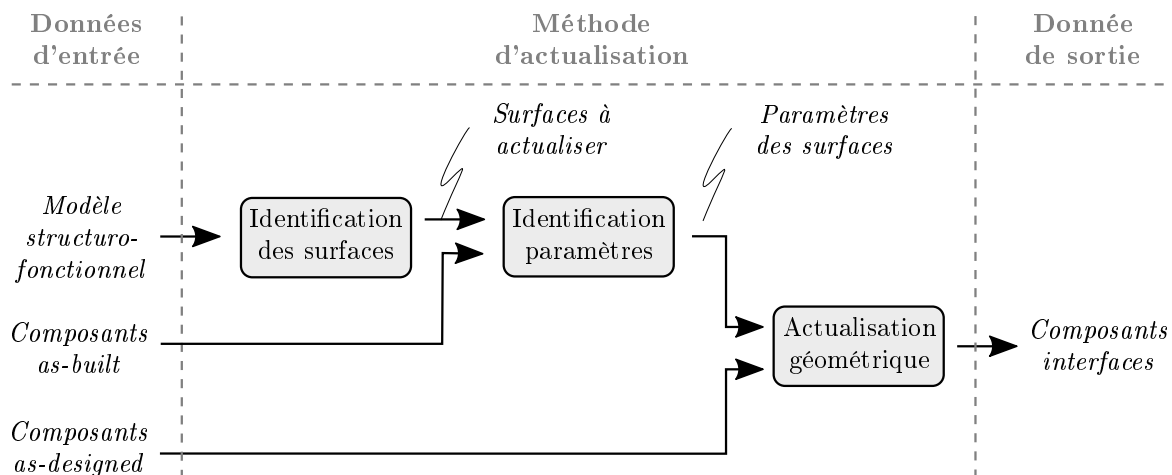 Données
d'entrée
Méthode
d'actualisation
Donnée
de sortie
Surfaces à
actualiser
Paramètres
des surfaces
Modèle
structuro-
fonctionnel
Identification
des surfaces
Identification
paramètres
Composants
as-built
Actualisation
géométrique
Composants
interfaces
Composants
as-designed